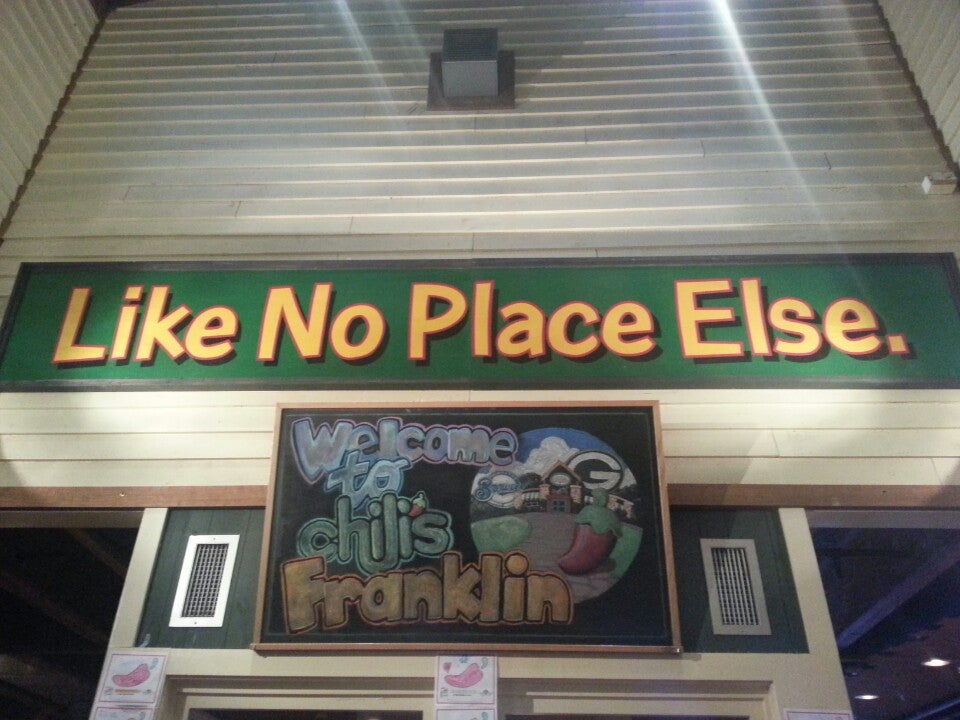 Like No Place Else.
Welcome
to
chili's
Franklin
G